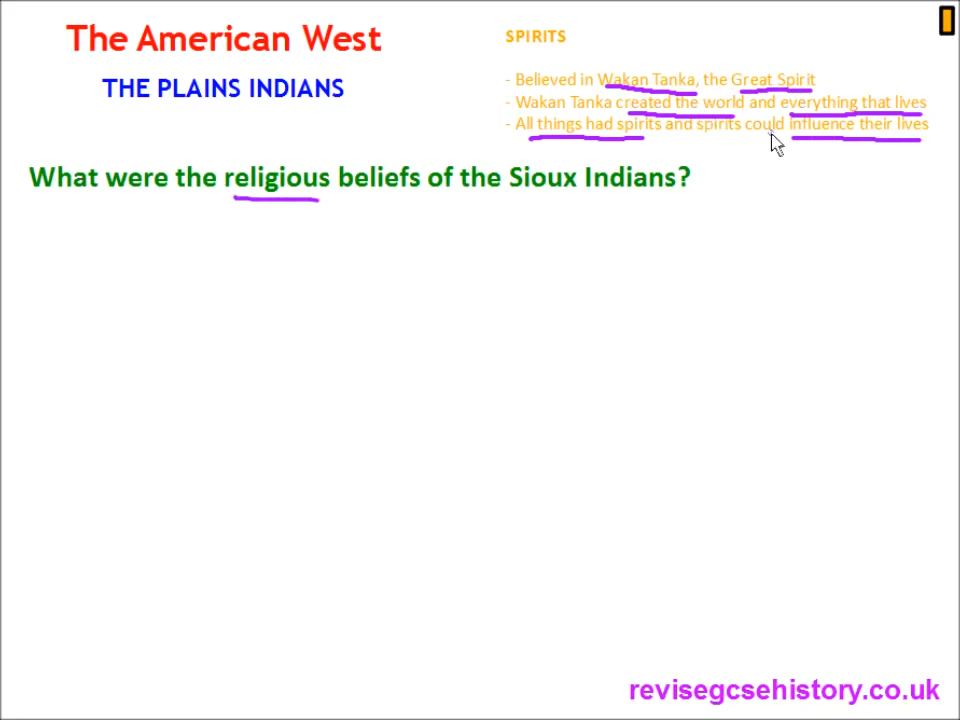 The American West
THE PLAINS INDIANS
SPIRITS
- Believed in Wakan Tanka, the Great Spirit
- Wakan Tanka created the world and everything that lives
- All things had spirits and spirits could influence their lives
What were the religious beliefs of the Sioux Indians?
revisegcsehistory.co.uk